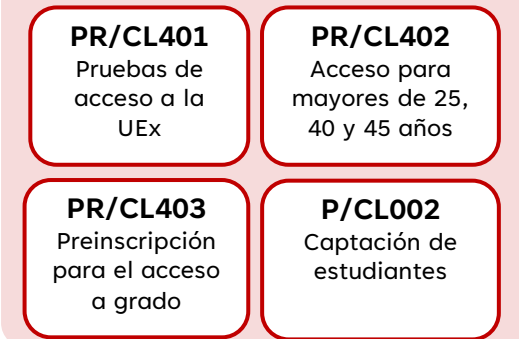 PR/CL401
Pruebas de
acceso a la
UEx
PR/CL402
Acceso para
mayores de 25,
40 y 45 años
PR/CL403
Preinscripción
para el acceso
a grado
P/CL002
Captación de
estudiantes